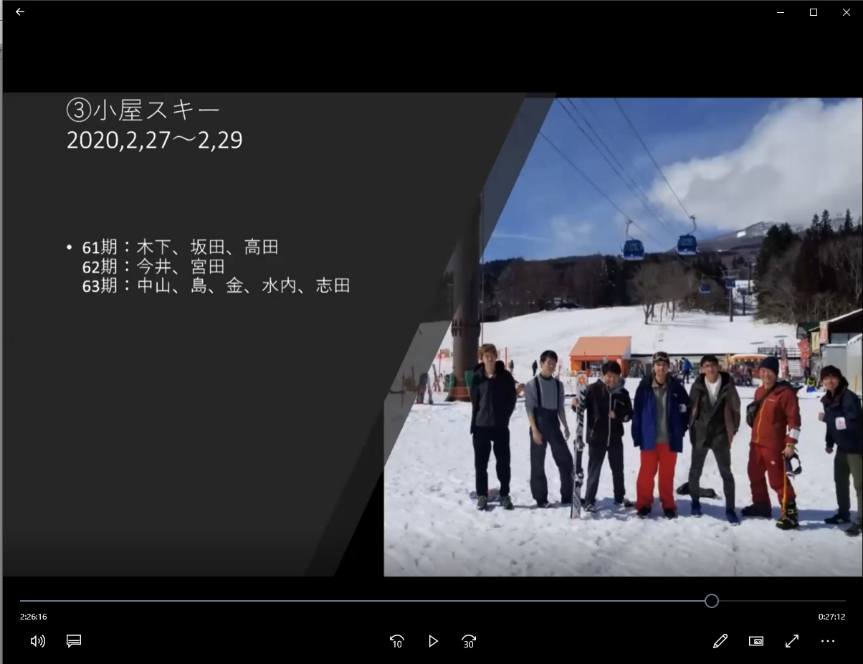 ③小屋スキー
2020,2,27～2,29
• 61期：木下、坂田、高田
62期：今井、宮田
63期：中山、島、金、水内、志田
2:26:16
0:27:12
10
30